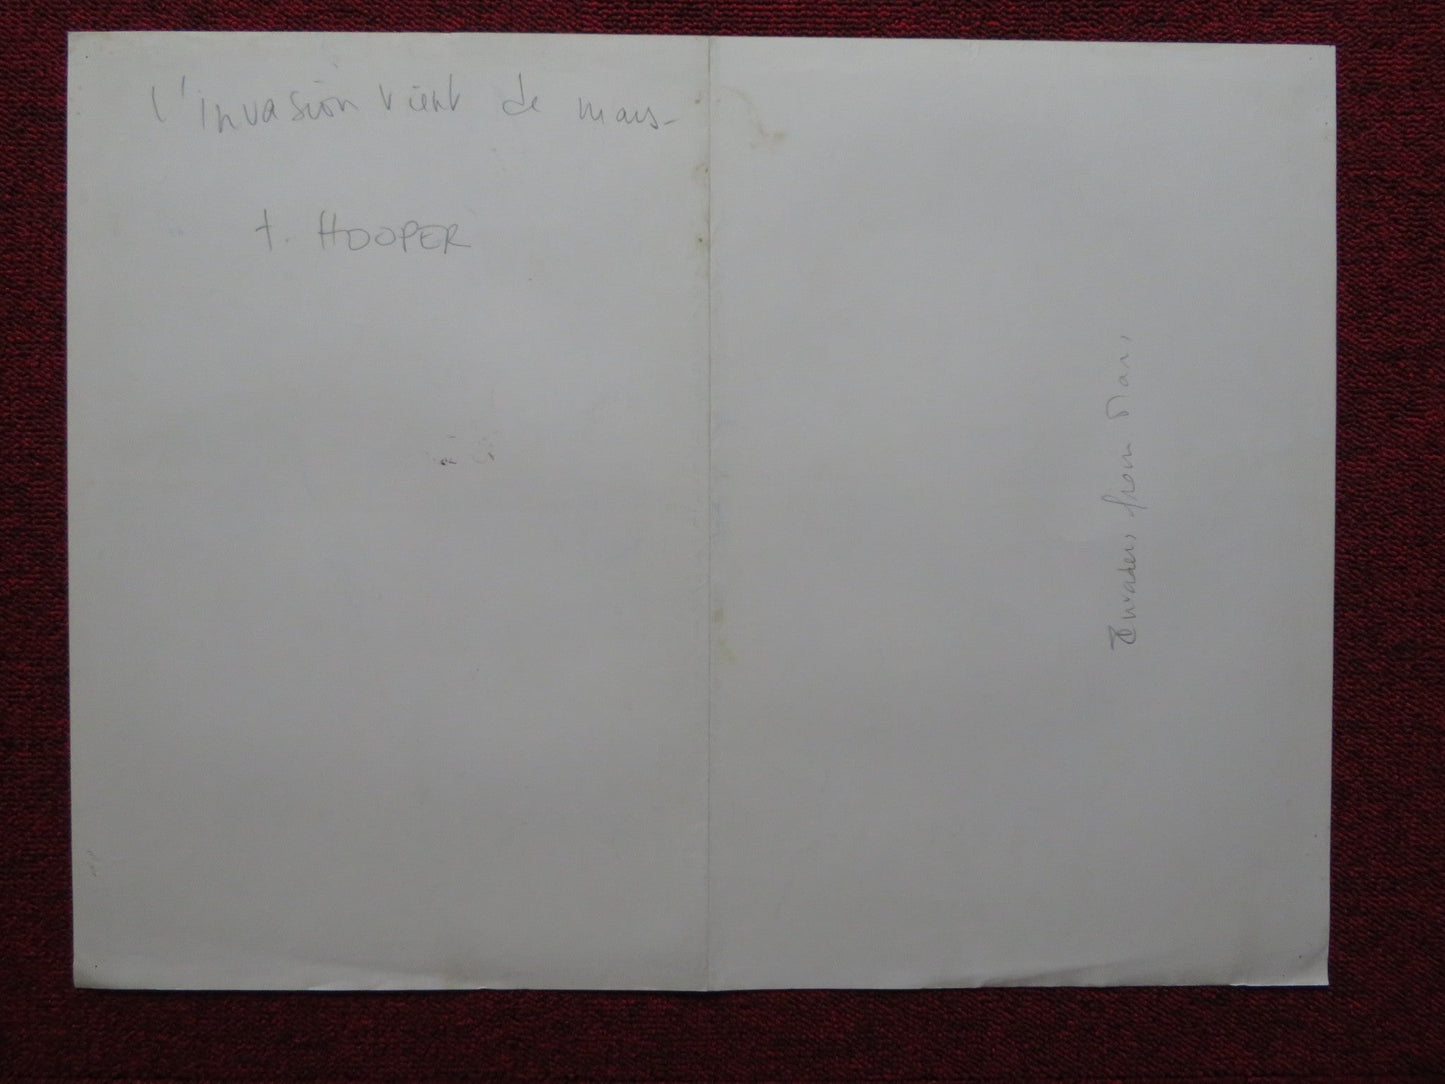 l'invasion vient de mars-
t. HOOPER
Invaders from Mars